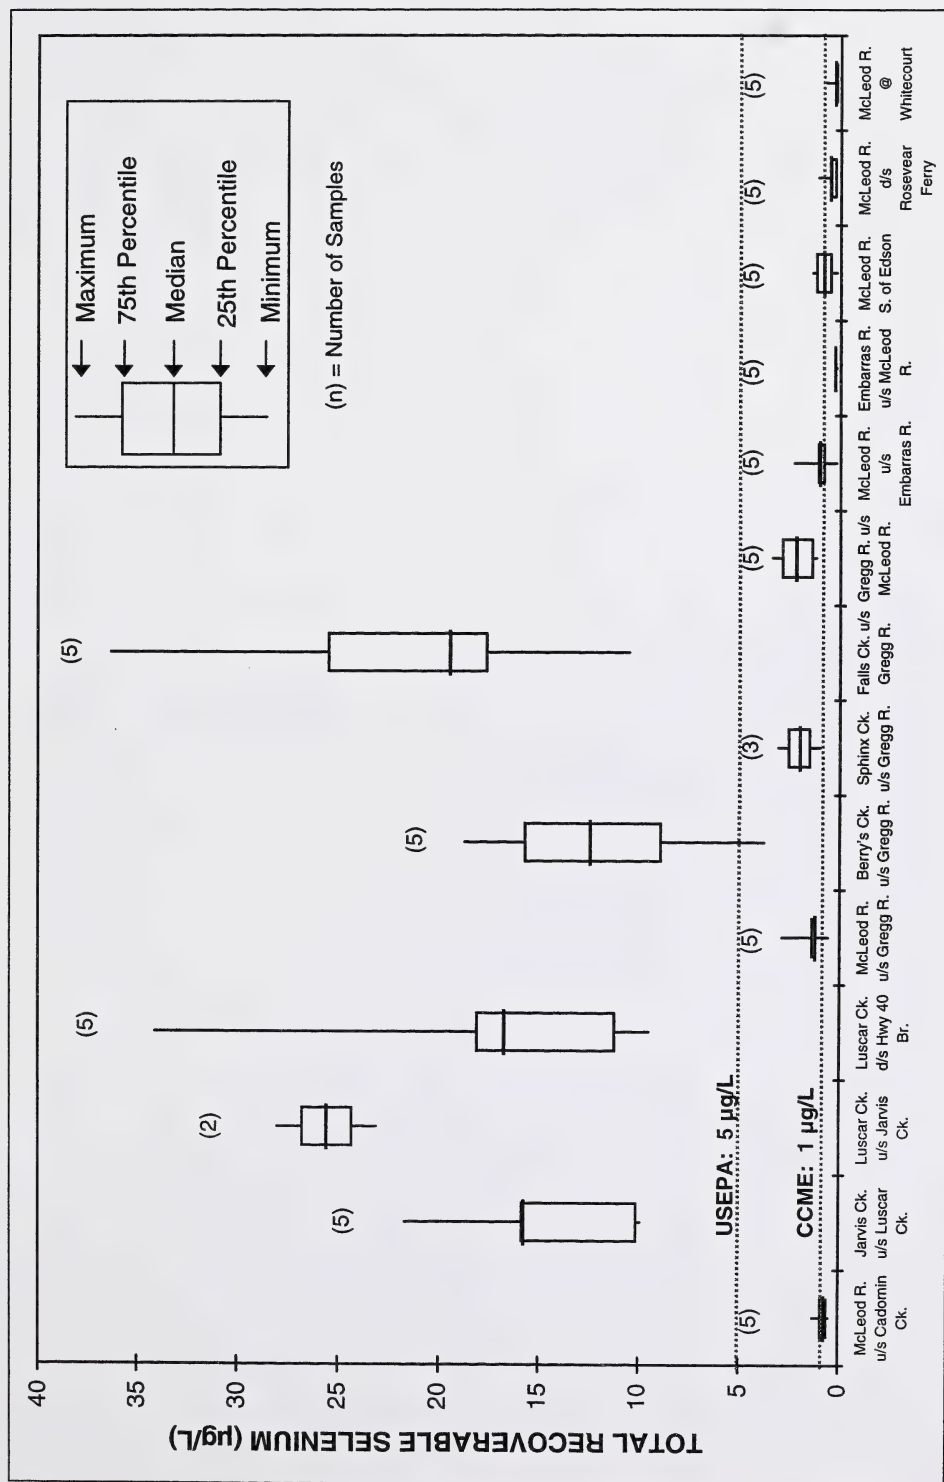 TOTAL RECOVERABLE SELENIUM (µg/L)
40
35
30
25
20
15
10
5
0
Maximum
75th Percentile
Median
25th Percentile
Minimum
(n) = Number of Samples
USEPA: 5 µg/L
CCME: 1 µg/L
(5)
(5)
(2)
(5)
(5)
(5)
(3)
(5)
(5)
(5)
(5)
(5)
(5)
(5)
McLeod R.
u/s Cadomin
Ck.
Jarvis Ck.
u/s Luscar
Ck.
Luscar Ck.
u/s Jarvis
Ck.
Luscar Ck.
d/s Hwy 40
Br.
McLeod R.
u/s Gregg R.
Berry's Ck.
u/s Gregg R.
Sphinx Ck.
u/s Gregg R.
Falls Ck. u/s
Gregg R.
Gregg R. u/s
McLeod R.
McLeod R.
u/s
Embarras R.
Embarras R.
u/s McLeod
R.
McLeod R.
S. of Edson
McLeod R.
d/s
Rosevear
Ferry
McLeod R.
@
Whitecourt